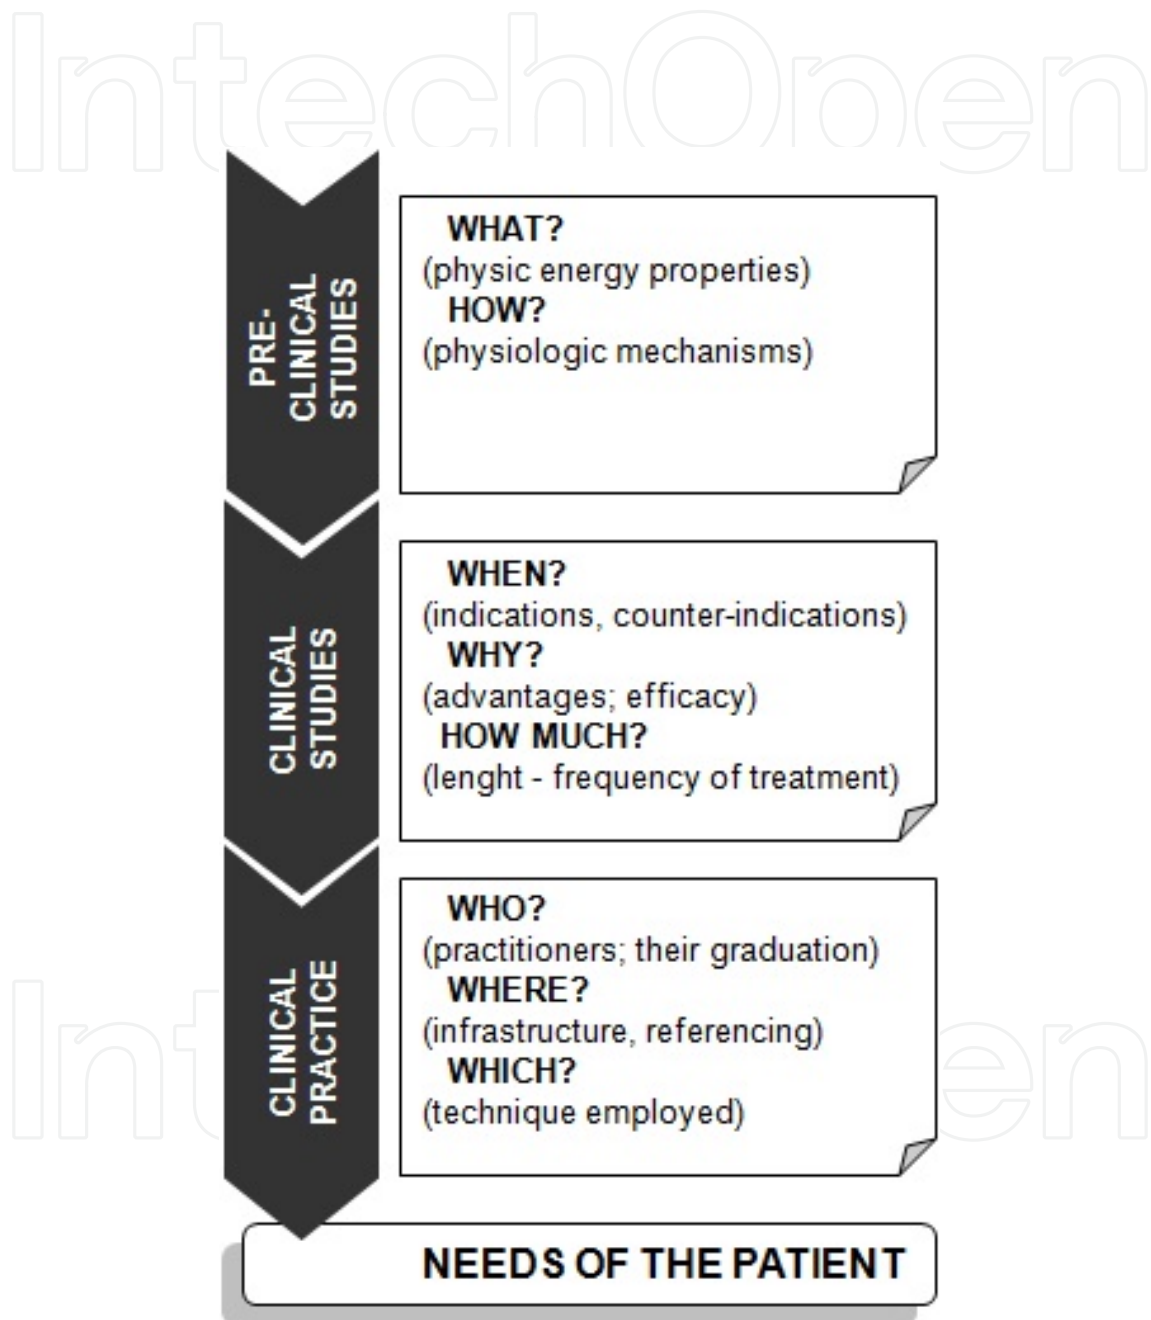 IntechOpen
PRE-
CLINICAL
STUDIES
WHAT?
(physic energy properties)
HOW?
(physiologic mechanisms)
CLINICAL
STUDIES
WHEN?
(indications, counter-indications)
WHY?
(advantages; efficacy)
HOW MUCH?
(lenght - frequency of treatment)
CLINICAL
PRACTICE
WHO?
(practitioners; their graduation)
WHERE?
(infrastructure, referencing)
WHICH?
(technique employed)
NEEDS OF THE PATIENT